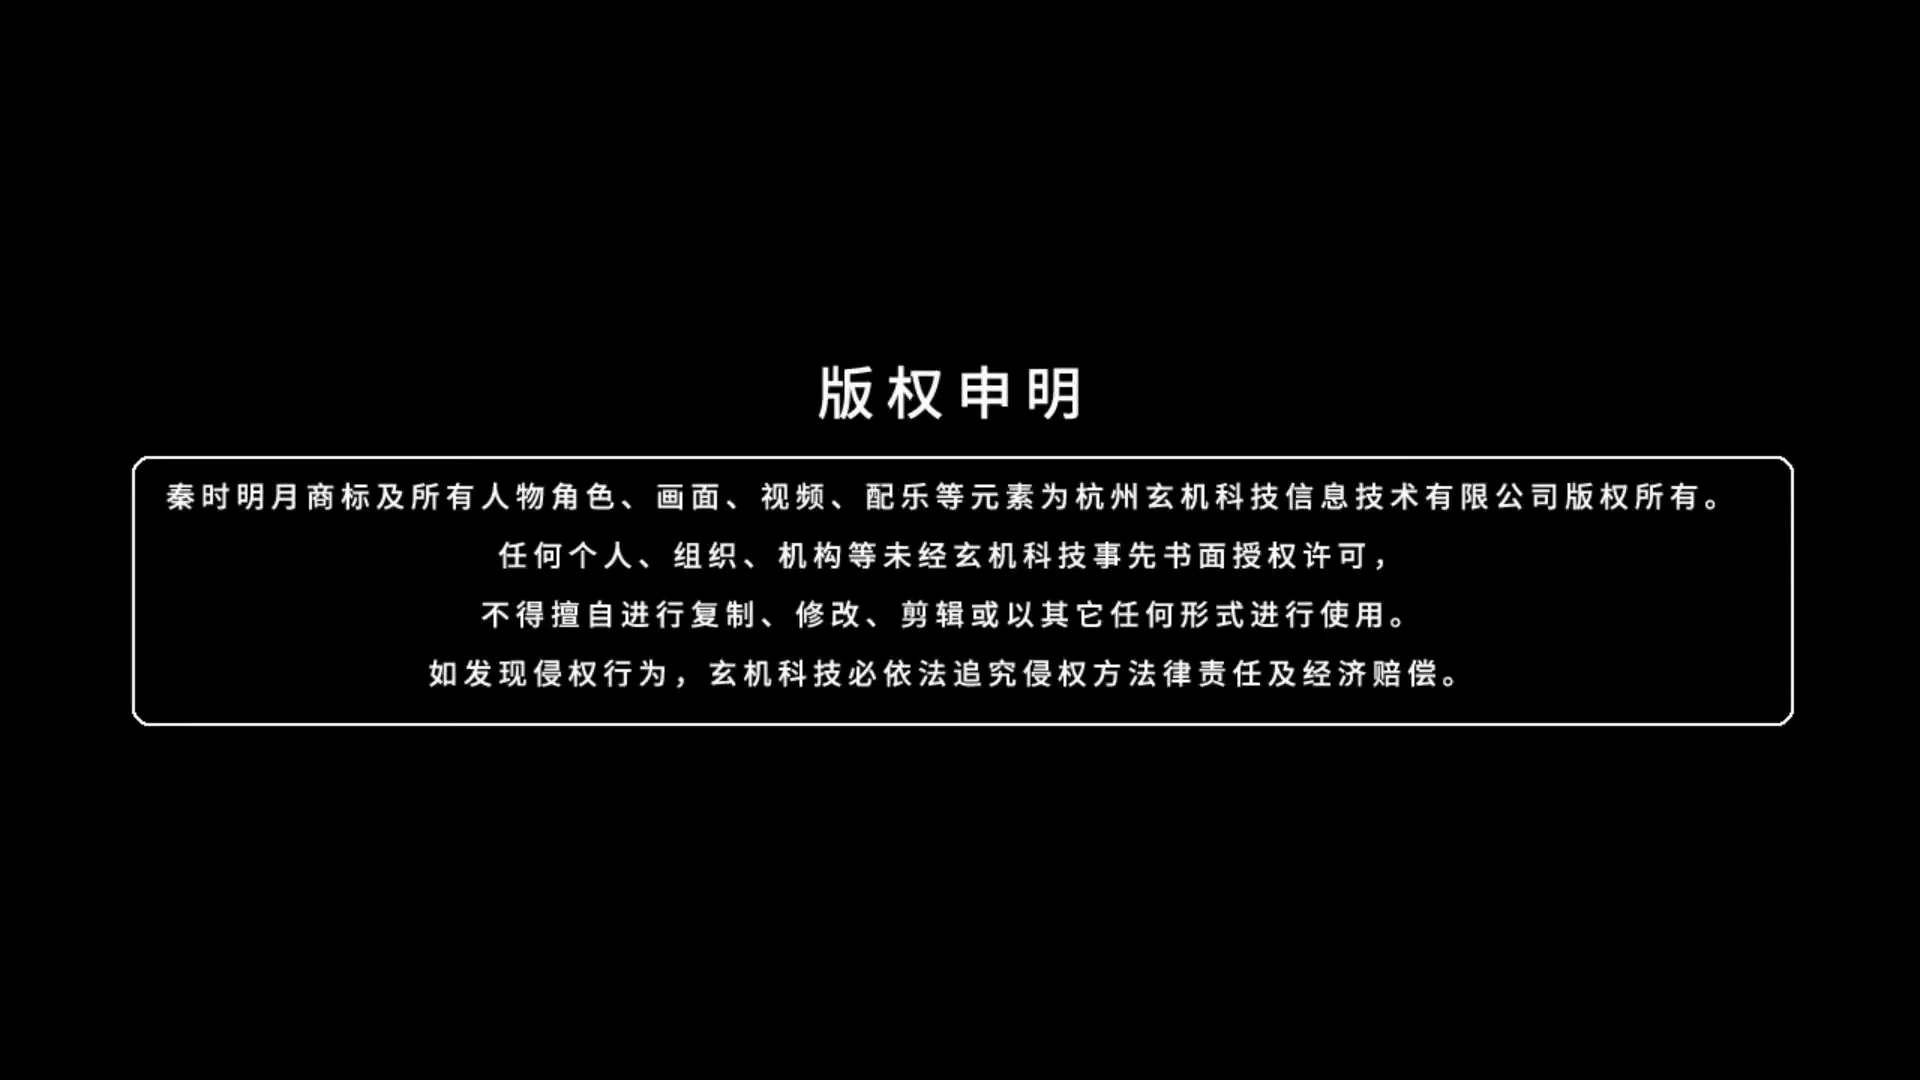 版权申明
秦时明月商标及所有人物角色、画面、视频、配乐等元素为杭州玄机科技信息技术有限公司版权所有。
任何个人、组织、机构等未经玄机科技事先书面授权许可，
不得擅自进行复制、修改、剪辑或以其它任何形式进行使用。
如发现侵权行为，玄机科技必依法追究侵权方法律责任及经济赔偿。